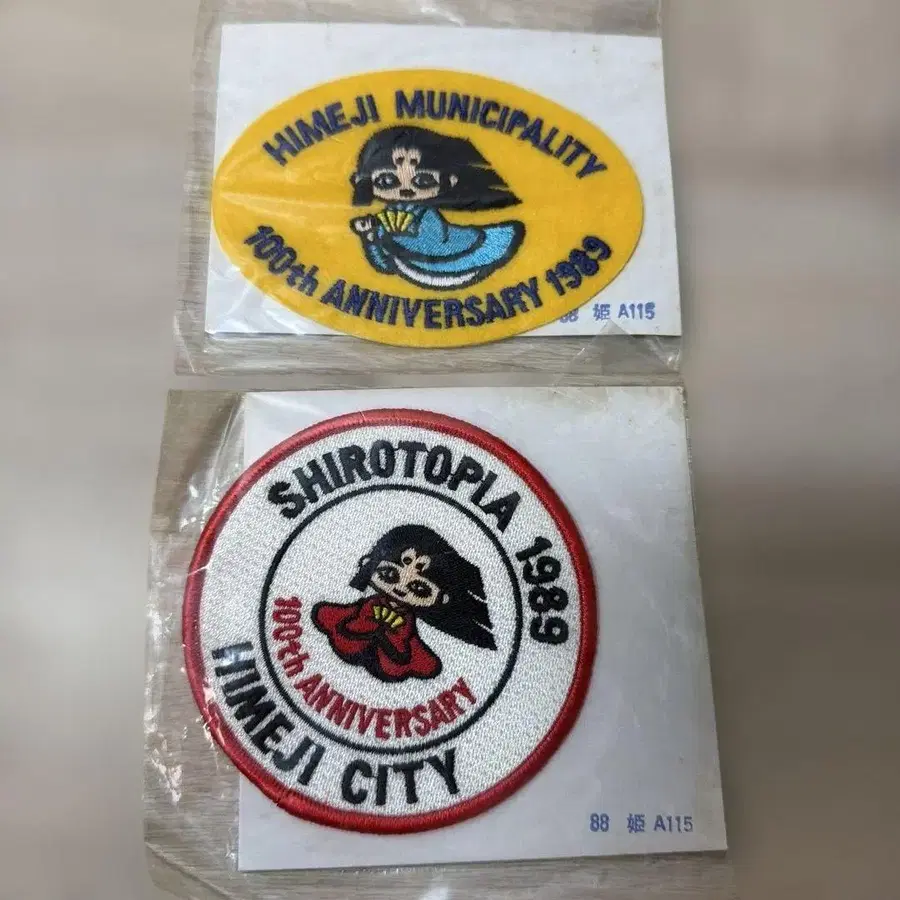 HIMEJI MUNICIPALITY
100th ANNIVERSARY 1989
88 姫 A115
SHIROTOPIA 1989
100th ANNIVERSARY
HIMEJI CITY
88 姫 A115